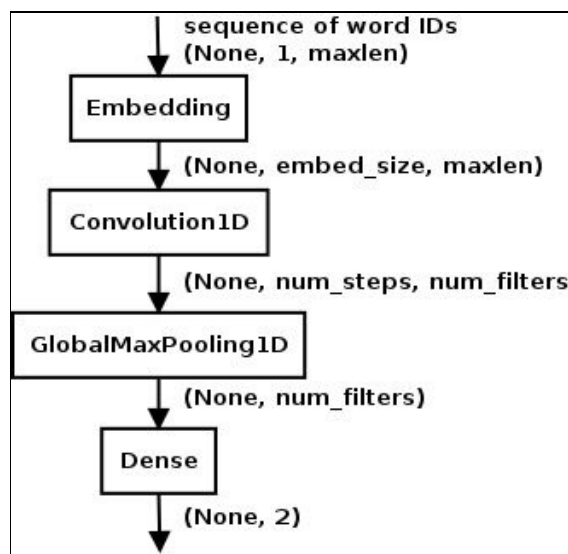 sequence of word IDs
(None, 1, maxlen)
Embedding
(None, embed_size, maxlen)
Convolution1D
(None, num_steps, num_filters
GlobalMaxPooling1D
(None, num_filters)
Dense
(None, 2)